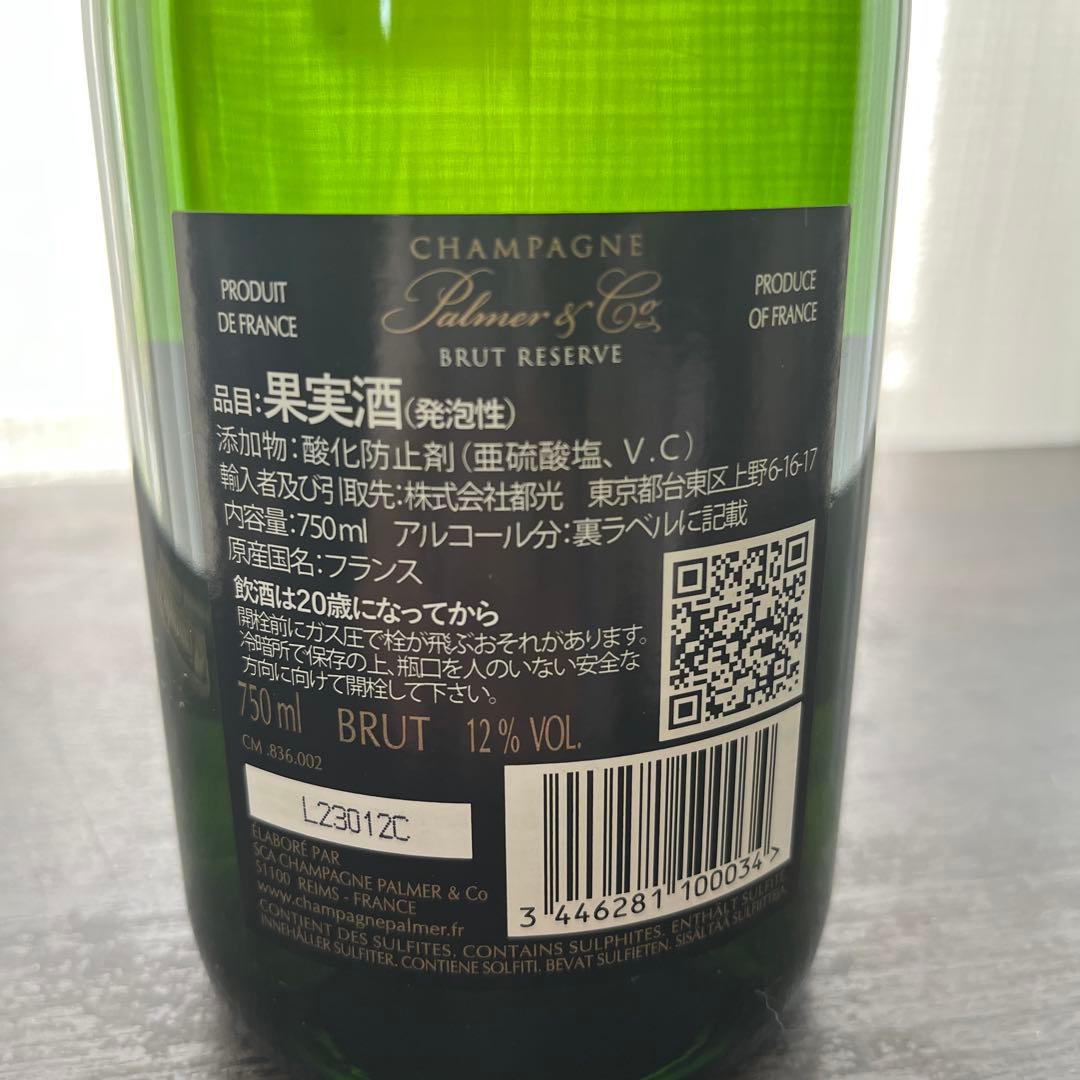 CHAMPAGNE
Palmer & Co
BRUT RESERVE
PRODUIT
DE FRANCE
PRODUCE
OF FRANCE
品目:果実酒(発泡性)
添加物:酸化防止剤(亜硫酸塩、V.C)
輸入者及び引取先:株式会社都光 東京都台東区上野6-16-17
内容量:750ml アルコール分:裏ラベルに記載
原産国名:フランス
飲酒は20歳になってから
開栓前にガス圧で栓が飛ぶおそれがあります。
冷暗所で保存の上、瓶口を人のいない安全な
方向に向けて開栓して下さい。
750 ml BRUT 12 % VOL.
CM .836.002
L23012C
ÉLABORÉ PAR
SCA CHAMPAGNE PALMER & Co
51100 REIMS - FRANCE
www.champagnepalmer.fr
3 446281 100034 >
CONTIENT DES SULFITES. CONTAINS SULPHITES. ENTHÄLT SULFITE.
INNEHÅLLER SULFITER. CONTIENE SOLFITI. BEVAT SULFIETEN. SISÄLTÄÄ SULFIITTEJA.